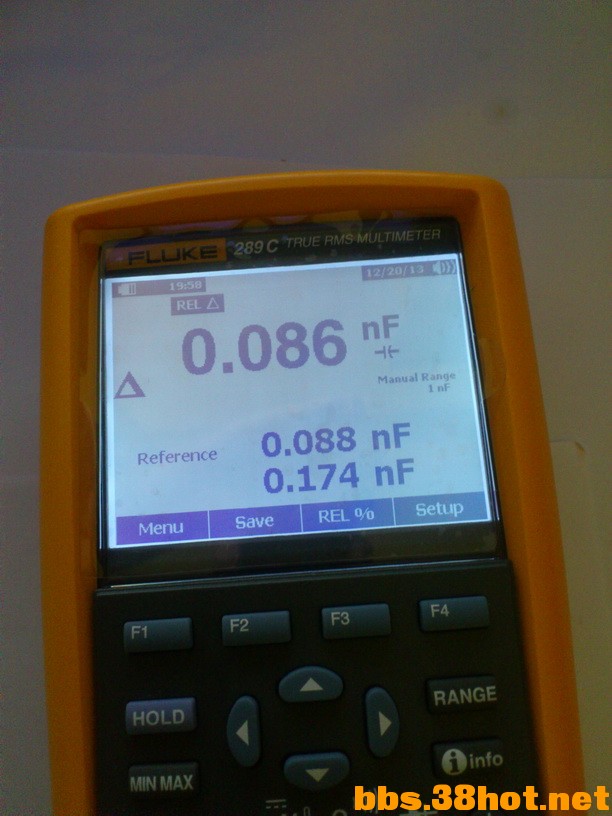 FLUKE 289 C TRUE RMS MULTIMETER
19:58 12/20/13
REL △
0.086 nF
△
Manual Range
1 nF
Reference 0.088 nF
0.174 nF
Menu Save REL % Setup
F1 F2 F3 F4
HOLD RANGE
MIN MAX i info
bbs.38hot.net